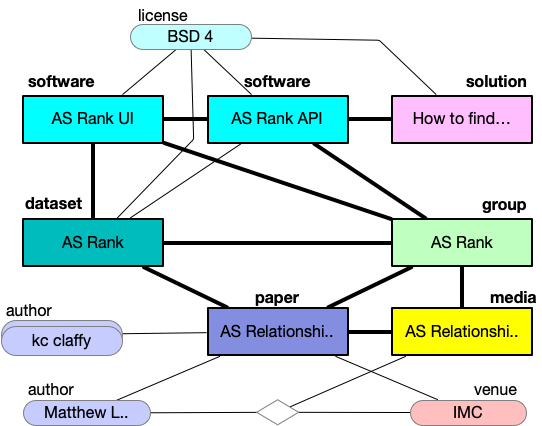 license
BSD 4
software
software
solution
AS Rank UI
AS Rank API
How to find…
dataset
group
AS Rank
AS Rank
paper
media
author
kc claffy
AS Relationshi..
AS Relationshi..
author
venue
Matthew L..
IMC